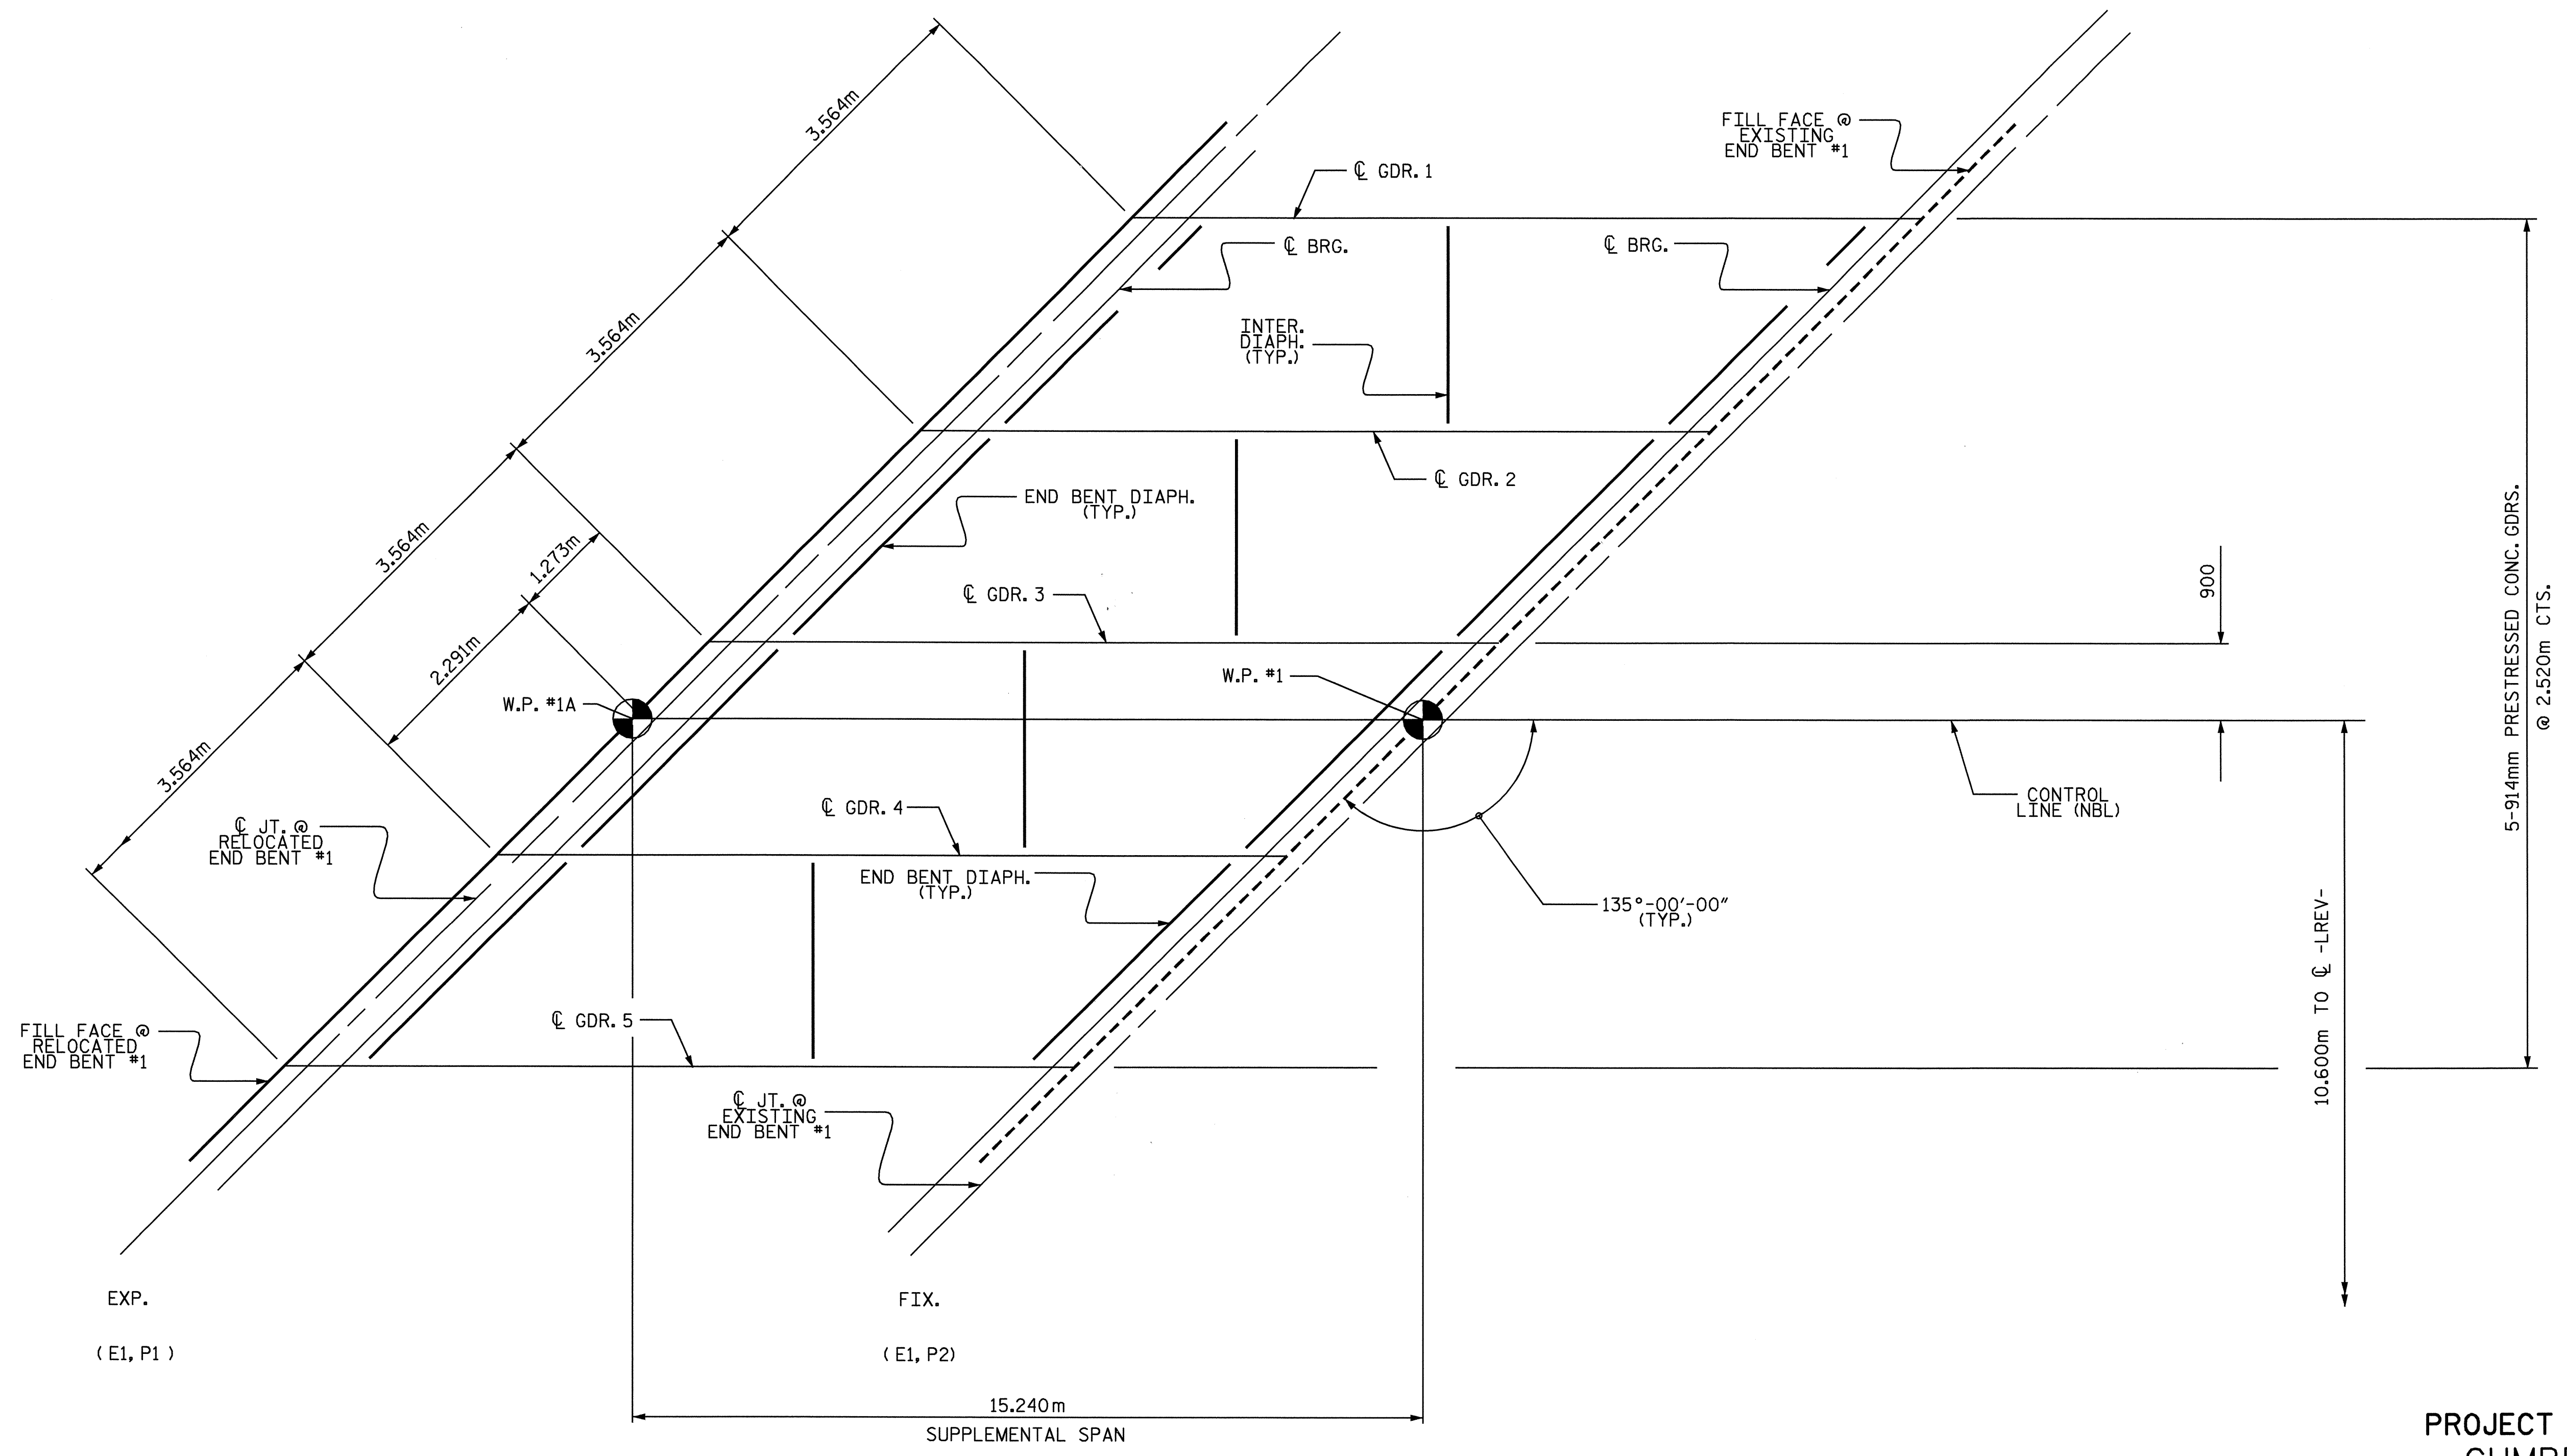 3.564m
FILL FACE @
EXISTING
END BENT #1
℄ GDR. 1
℄ BRG.
℄ BRG.
3.564m
INTER.
DIAPH.
(TYP.)
℄ GDR. 2
END BENT DIAPH.
(TYP.)
3.564m
1.273m
2.291m
℄ GDR. 3
900
5-914mm PRESTRESSED CONC. GDRS.
@ 2.520m CTS.
W.P. #1A
W.P. #1
3.564m
℄ JT. @
RELOCATED
END BENT #1
℄ GDR. 4
CONTROL
LINE (NBL)
END BENT DIAPH.
(TYP.)
135°-00'-00"
(TYP.)
10.600m TO ℄ -LREV-
FILL FACE @
RELOCATED
END BENT #1
℄ GDR. 5
℄ JT. @
EXISTING
END BENT #1
EXP.
FIX.
( E1, P1 )
( E1, P2)
15.240m
SUPPLEMENTAL SPAN
PROJECT